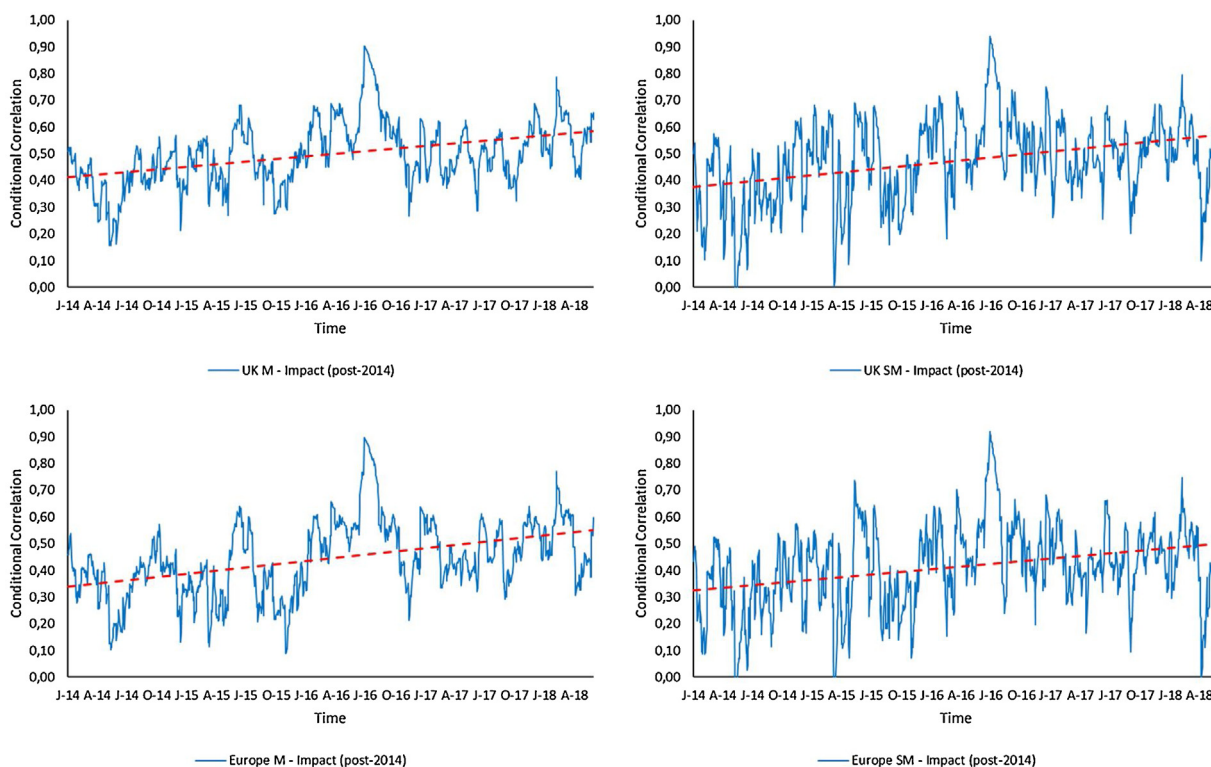 1,00
0,90
0,80
0,70
0,60
0,50
0,40
0,30
0,20
0,10
0,00
Conditional Correlation
J-14 A-14 J-14 O-14 J-15 A-15 J-15 O-15 J-16 A-16 J-16 O-16 J-17 A-17 J-17 O-17 J-18 A-18
Time
UK M - Impact (post-2014)
1,00
0,90
0,80
0,70
0,60
0,50
0,40
0,30
0,20
0,10
0,00
Conditional Correlation
J-14 A-14 J-14 O-14 J-15 A-15 J-15 O-15 J-16 A-16 J-16 O-16 J-17 A-17 J-17 O-17 J-18 A-18
Time
UK SM - Impact (post-2014)
1,00
0,90
0,80
0,70
0,60
0,50
0,40
0,30
0,20
0,10
0,00
Conditional Correlation
J-14 A-14 J-14 O-14 J-15 A-15 J-15 O-15 J-16 A-16 J-16 O-16 J-17 A-17 J-17 O-17 J-18 A-18
Time
Europe M - Impact (post-2014)
1,00
0,90
0,80
0,70
0,60
0,50
0,40
0,30
0,20
0,10
0,00
Conditional Correlation
J-14 A-14 J-14 O-14 J-15 A-15 J-15 O-15 J-16 A-16 J-16 O-16 J-17 A-17 J-17 O-17 J-18 A-18
Time
Europe SM - Impact (post-2014)